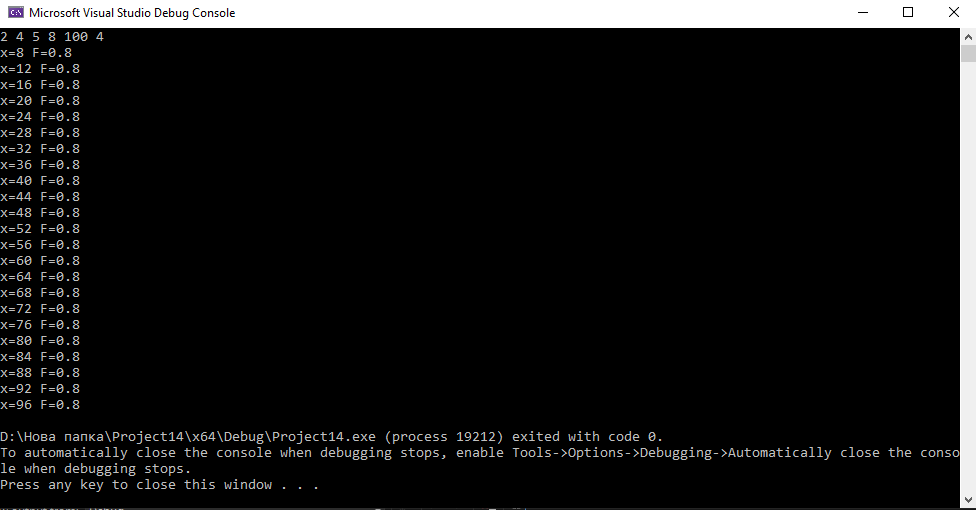 Microsoft Visual Studio Debug Console
2 4 5 8 100 4
x=8 F=0.8
x=12 F=0.8
x=16 F=0.8
x=20 F=0.8
x=24 F=0.8
x=28 F=0.8
x=32 F=0.8
x=36 F=0.8
x=40 F=0.8
x=44 F=0.8
x=48 F=0.8
x=52 F=0.8
x=56 F=0.8
x=60 F=0.8
x=64 F=0.8
x=68 F=0.8
x=72 F=0.8
x=76 F=0.8
x=80 F=0.8
x=84 F=0.8
x=88 F=0.8
x=92 F=0.8
x=96 F=0.8
D:\Нова папка\Project14\x64\Debug\Project14.exe (process 19212) exited with code 0.
To automatically close the console when debugging stops, enable Tools->Options->Debugging->Automatically close the conso
le when debugging stops.
Press any key to close this window . . .